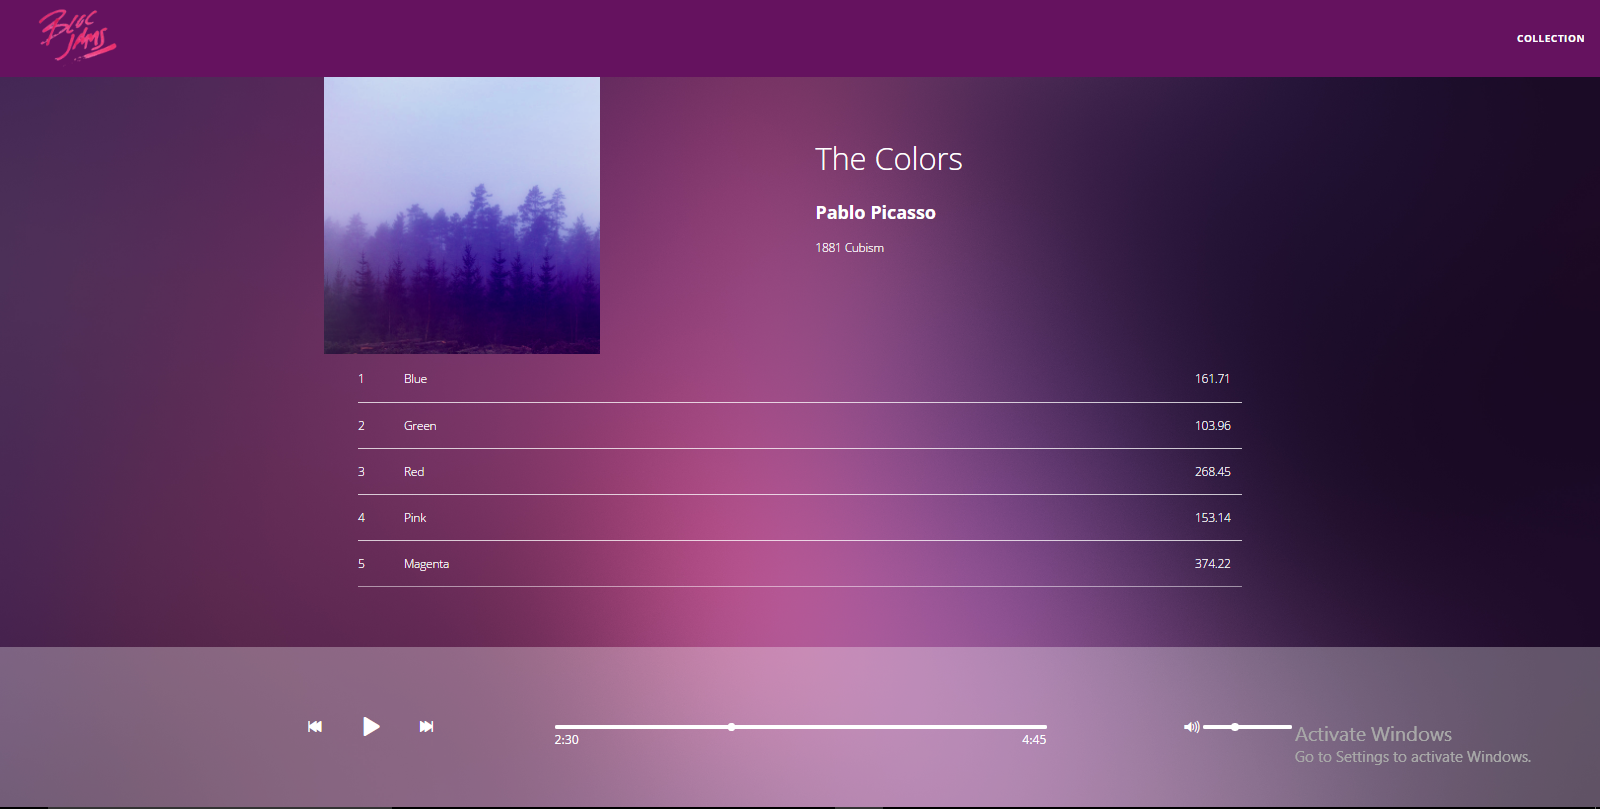 BLOC
JAMS
COLLECTION
The Colors
Pablo Picasso
1881 Cubism
1 Blue 161.71
2 Green 103.96
3 Red 268.45
4 Pink 153.14
5 Magenta 374.22
2:30 4:45
Activate Windows
Go to Settings to activate Windows.